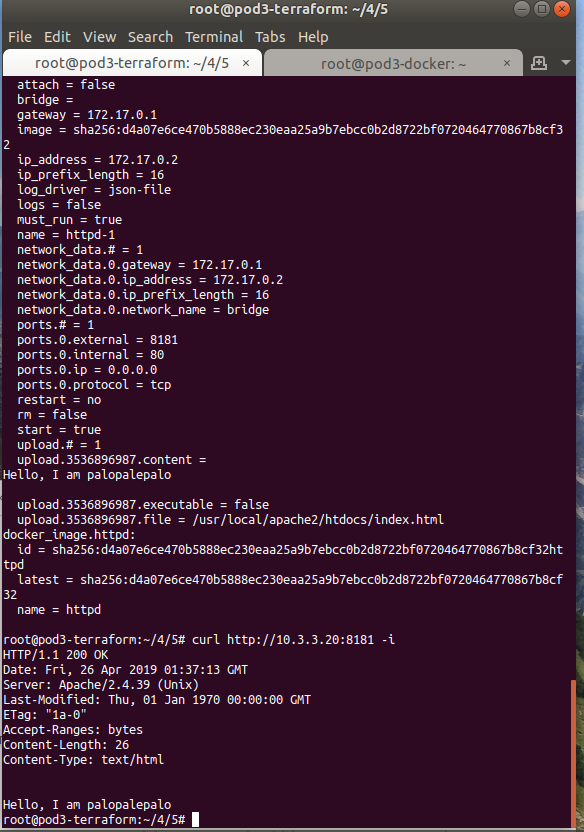 root@pod3-terraform: ~/4/5
File Edit View Search Terminal Tabs Help
root@pod3-terraform: ~/4/5 × root@pod3-docker: ~ ×
attach = false
bridge =
gateway = 172.17.0.1
image = sha256:d4a07e6ce470b5888ec230eaa25a9b7ebcc0b2d8722bf0720464770867b8cf3
2
ip_address = 172.17.0.2
ip_prefix_length = 16
log_driver = json-file
logs = false
must_run = true
name = httpd-1
network_data.# = 1
network_data.0.gateway = 172.17.0.1
network_data.0.ip_address = 172.17.0.2
network_data.0.ip_prefix_length = 16
network_data.0.network_name = bridge
ports.# = 1
ports.0.external = 8181
ports.0.internal = 80
ports.0.ip = 0.0.0.0
ports.0.protocol = tcp
restart = no
rm = false
start = true
upload.# = 1
upload.3536896987.content =
Hello, I am palopalepalo
upload.3536896987.executable = false
upload.3536896987.file = /usr/local/apache2/htdocs/index.html
docker_image.httpd:
id = sha256:d4a07e6ce470b5888ec230eaa25a9b7ebcc0b2d8722bf0720464770867b8cf32ht
tpd
latest = sha256:d4a07e6ce470b5888ec230eaa25a9b7ebcc0b2d8722bf0720464770867b8cf
32
name = httpd
root@pod3-terraform:~/4/5# curl http://10.3.3.20:8181 -i
HTTP/1.1 200 OK
Date: Fri, 26 Apr 2019 01:37:13 GMT
Server: Apache/2.4.39 (Unix)
Last-Modified: Thu, 01 Jan 1970 00:00:00 GMT
ETag: "1a-0"
Accept-Ranges: bytes
Content-Length: 26
Content-Type: text/html
Hello, I am palopalepalo
root@pod3-terraform:~/4/5#